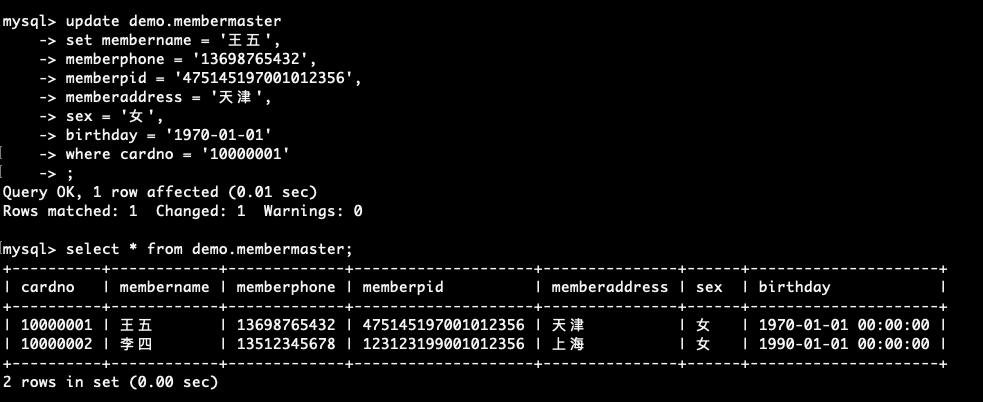 mysql> update demo.membermaster
    -> set membername = '王五',
    -> memberphone = '13698765432',
    -> memberpid = '475145197001012356',
    -> memberaddress = '天津',
    -> sex = '女',
    -> birthday = '1970-01-01'
    -> where cardno = '10000001'
    -> ;
Query OK, 1 row affected (0.01 sec)
Rows matched: 1  Changed: 1  Warnings: 0
mysql> select * from demo.membermaster;
+----------+------------+-------------+--------------------+---------------+------+---------------------+
| cardno   | membername | memberphone | memberpid          | memberaddress | sex  | birthday            |
+----------+------------+-------------+--------------------+---------------+------+---------------------+
| 10000001 | 王五       | 13698765432 | 475145197001012356 | 天津          | 女   | 1970-01-01 00:00:00 |
| 10000002 | 李四       | 13512345678 | 123123199001012356 | 上海          | 女   | 1990-01-01 00:00:00 |
+----------+------------+-------------+--------------------+---------------+------+---------------------+
2 rows in set (0.00 sec)